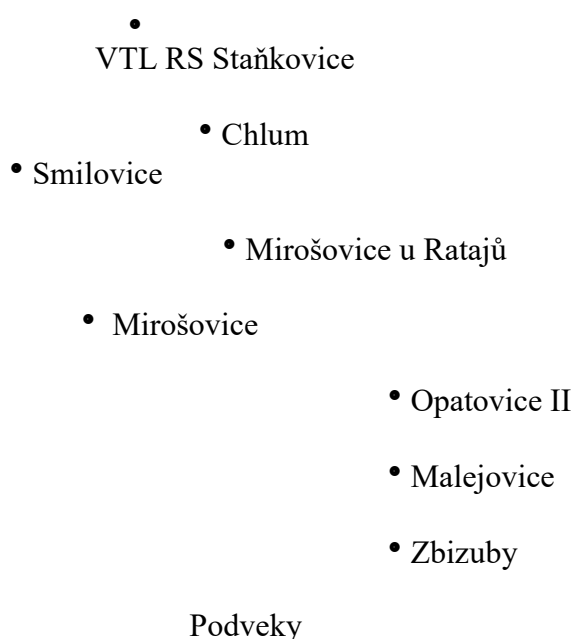 VTL RS Staňkovice
Chlum
Smilovice
Mirošovice u Ratajů
Mirošovice
Opatovice II
Malejovice
Zbizuby
Podveky